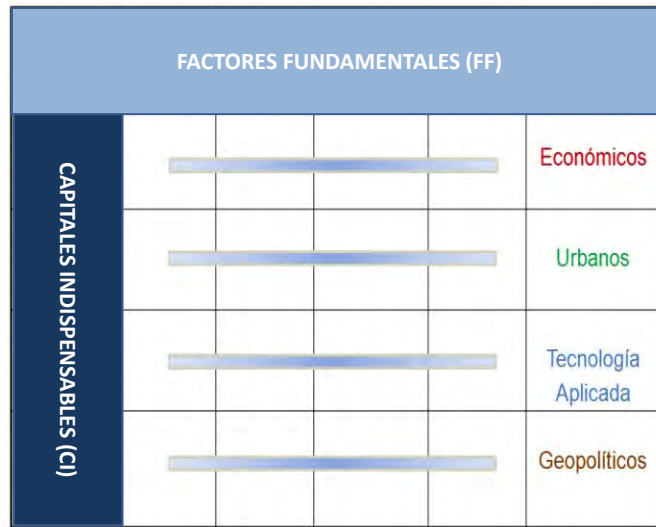 FACTORES FUNDAMENTALES (FF)
CAPITALES INDISPENSABLES (CI)
Económicos
Urbanos
Tecnología
Aplicada
Geopolíticos